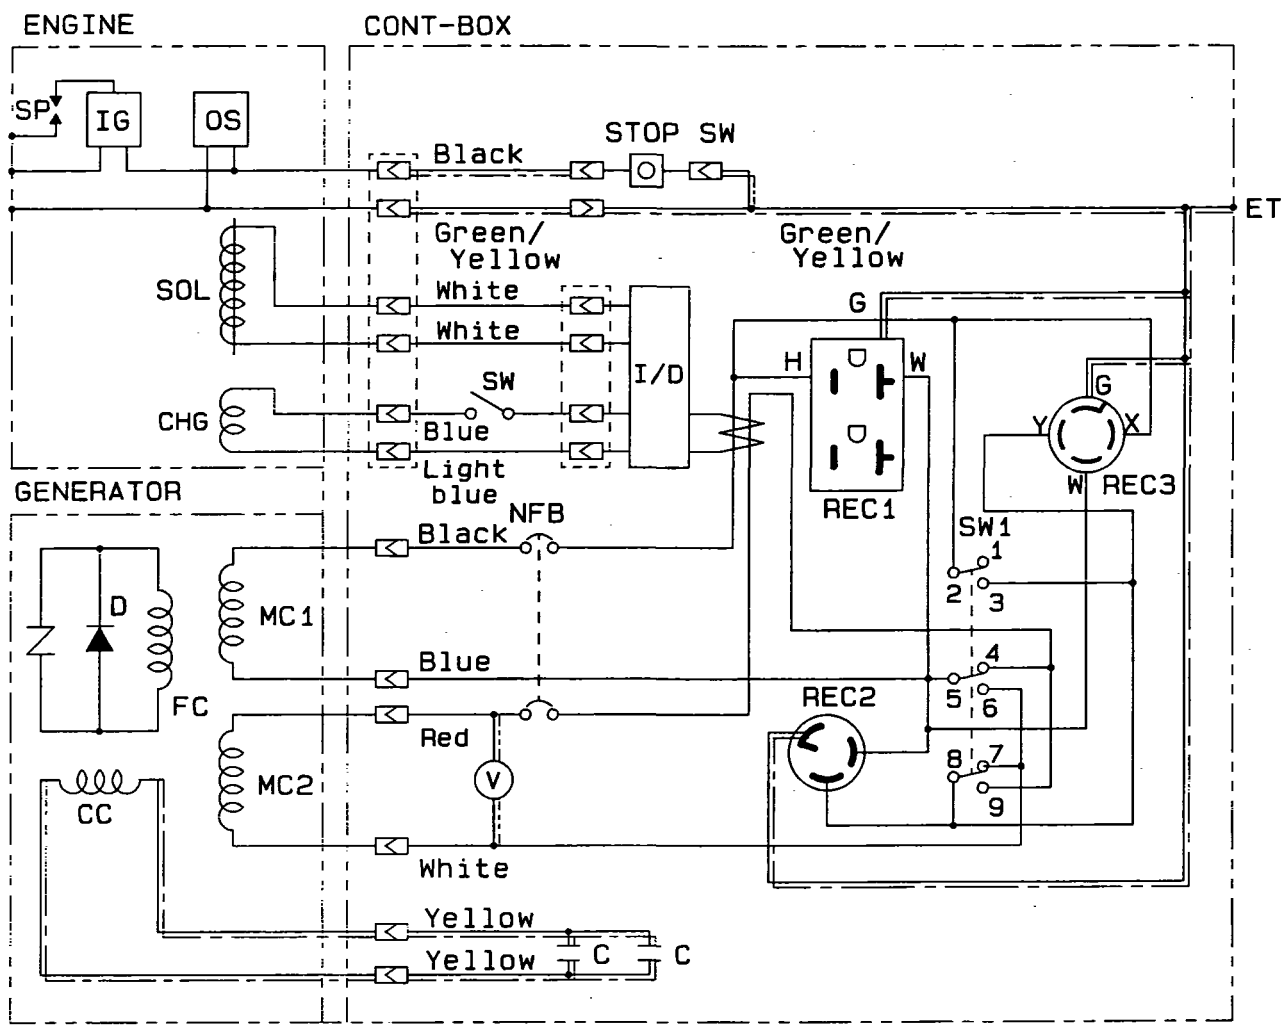 ENGINE
CONT-BOX
SP
IG
OS
STOP SW
Black
ET
Green/
Yellow
Green/
Yellow
SOL
White
White
G
I/D
H
W
SW
G
CHG
Blue
Y
X
Light
blue
W
REC3
REC1
GENERATOR
NFB
Black
SW1
1
2
3
D
MC1
Blue
4
5
6
FC
REC2
Red
8
7
V
MC2
9
CC
White
Yellow
C
C
Yellow